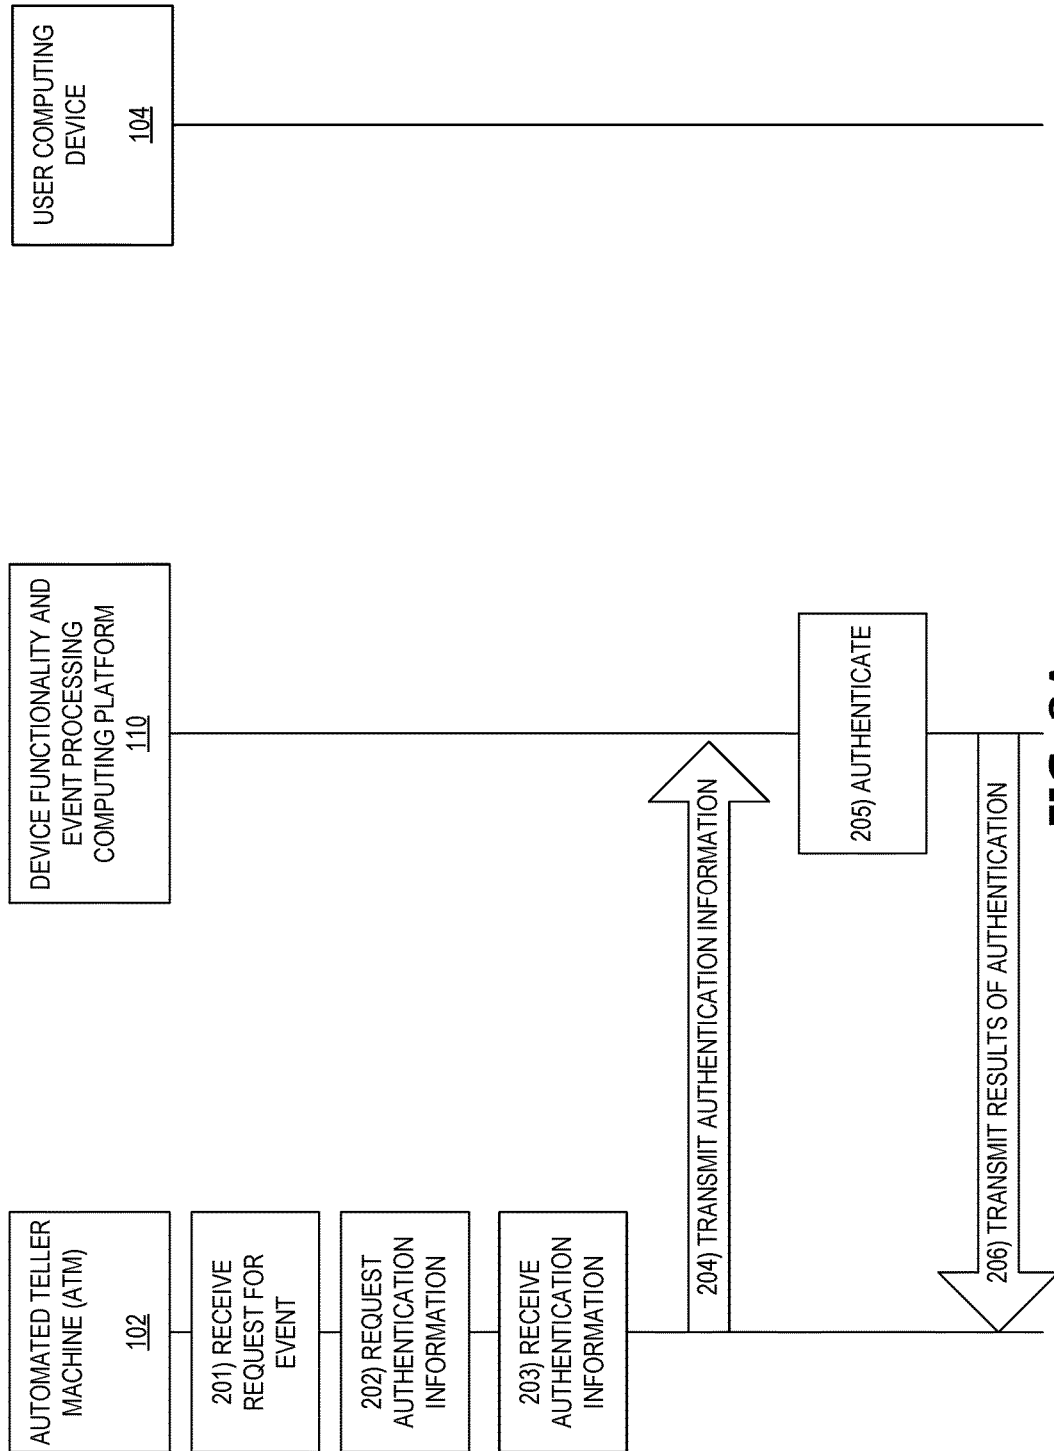 AUTOMATED TELLER
MACHINE (ATM)
102
DEVICE FUNCTIONALITY AND
EVENT PROCESSING
COMPUTING PLATFORM
110
USER COMPUTING
DEVICE
104
201) RECEIVE
REQUEST FOR
EVENT
202) REQUEST
AUTHENTICATION
INFORMATION
203) RECEIVE
AUTHENTICATION
INFORMATION
204) TRANSMIT AUTHENTICATION INFORMATION
205) AUTHENTICATE
206) TRANSMIT RESULTS OF AUTHENTICATION